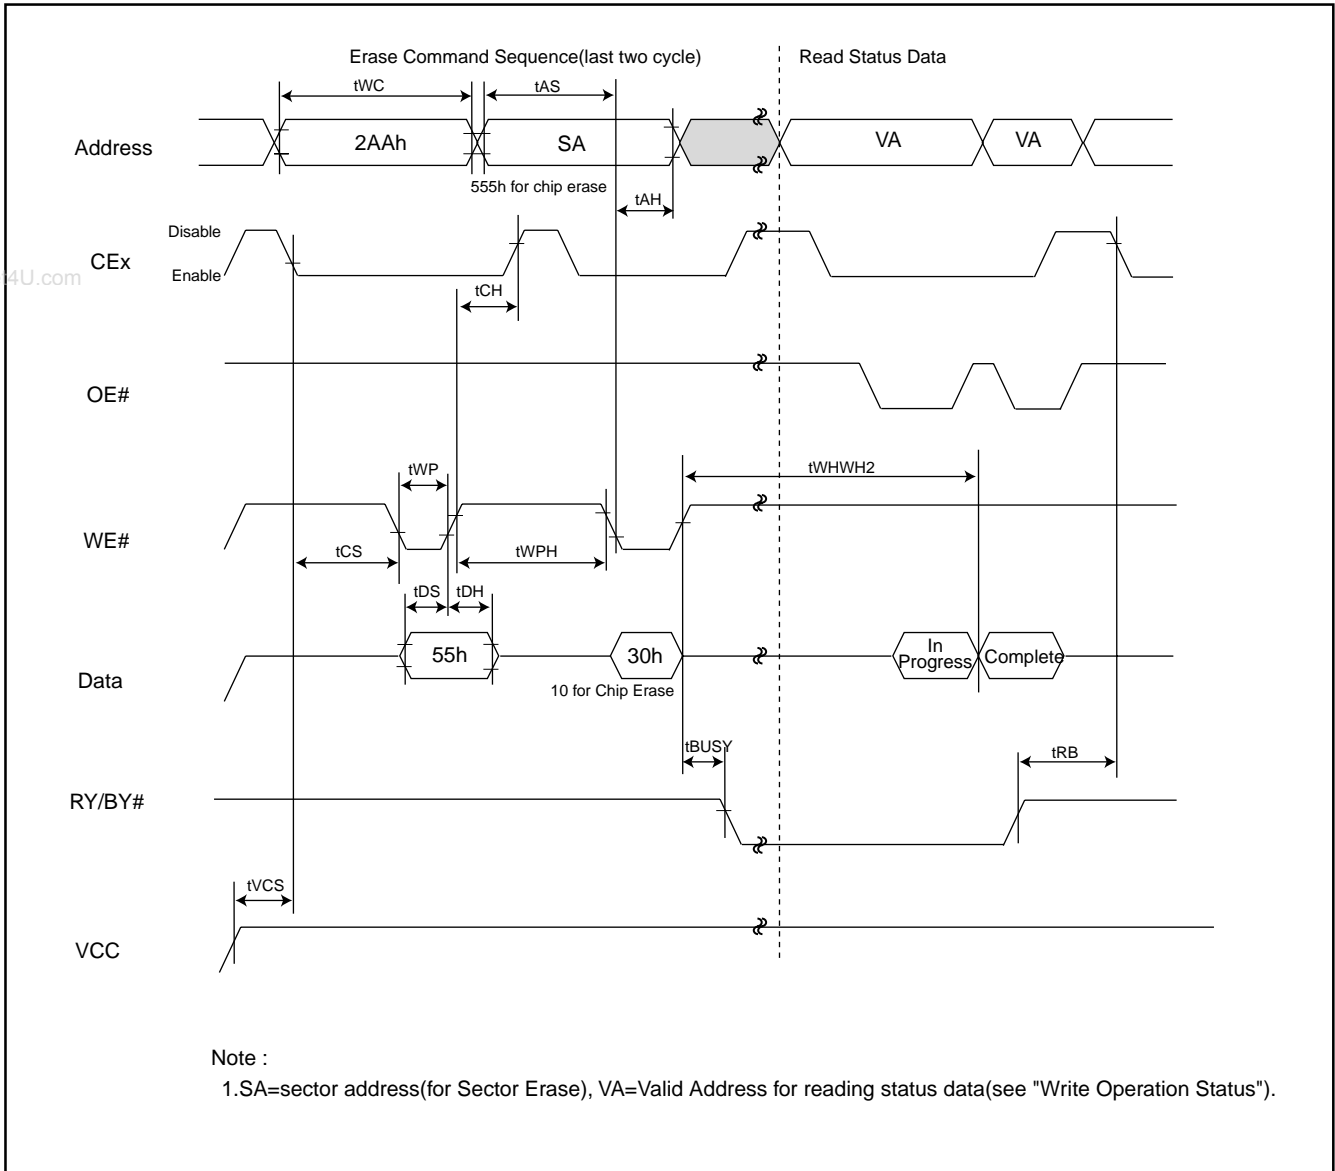 Erase Command Sequence(last two cycle)
Read Status Data
tWC
tAS
Address
2AAh
SA
VA
VA
555h for chip erase
tAH
Disable
CEx
Enable
t4U.com
tCH
OE#
tWP
tWHWH2
WE#
tCS
tWPH
tDS
tDH
Data
55h
30h
In
Progress
Complete
10 for Chip Erase
tBUSY
tRB
RY/BY#
tVCS
VCC
Note :
1.SA=sector address(for Sector Erase), VA=Valid Address for reading status data(see "Write Operation Status").